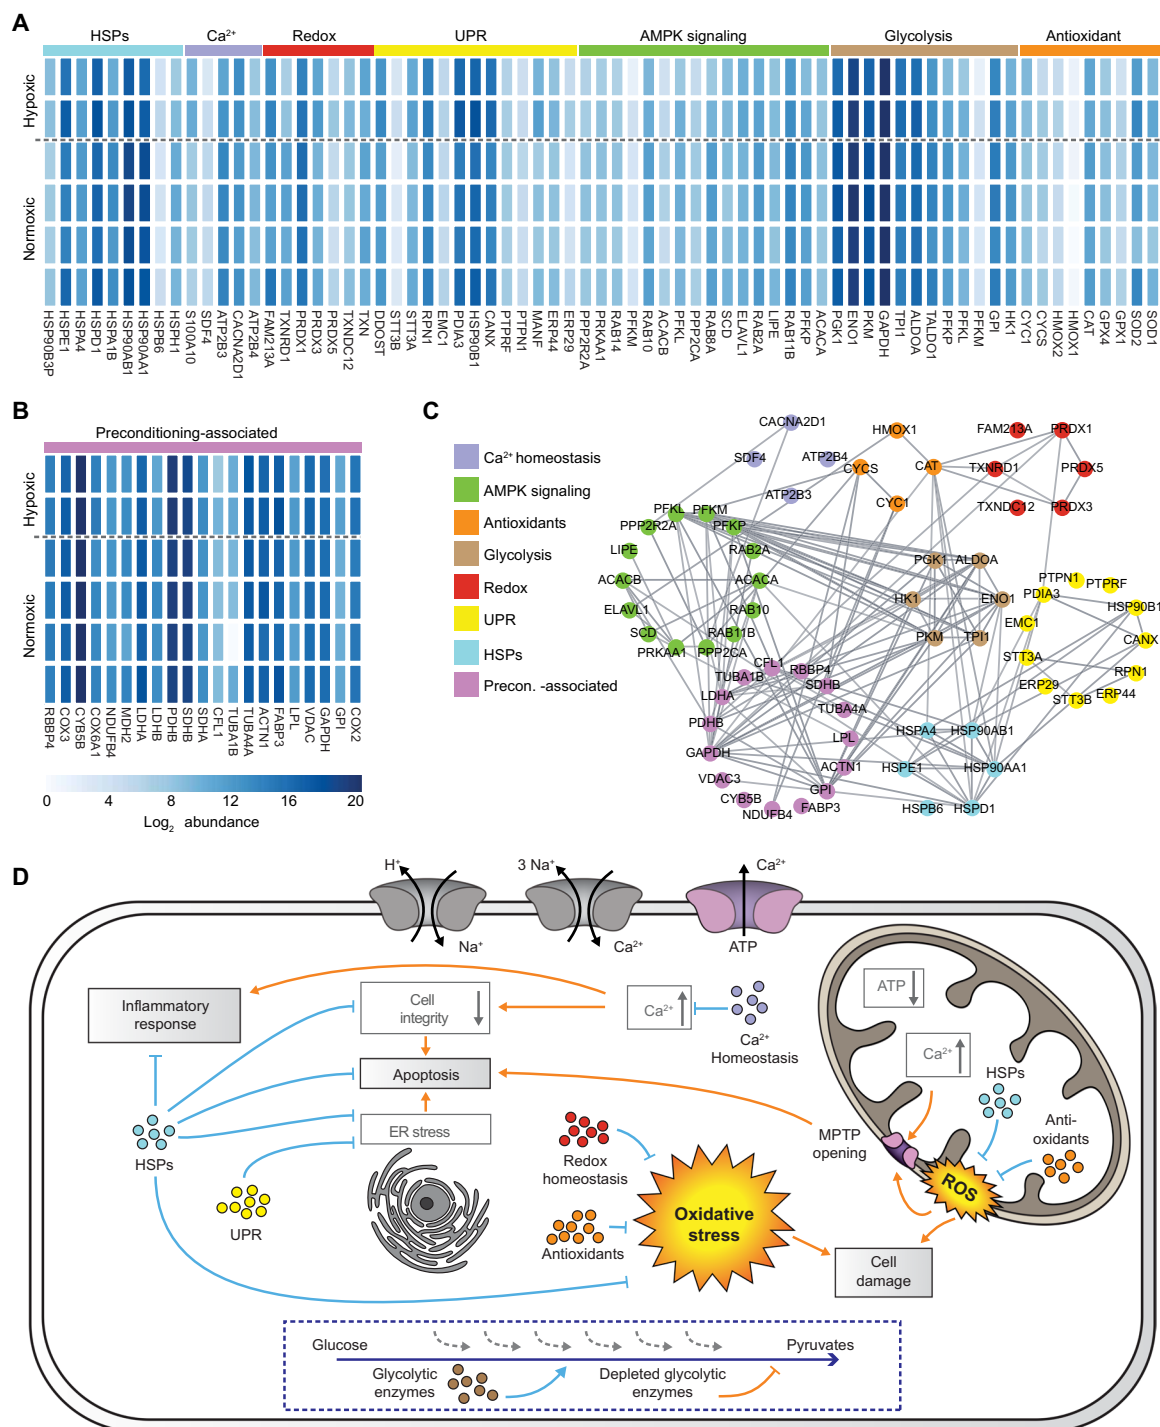 A
HSPs
Ca²⁺
Redox
UPR
AMPK signaling
Glycolysis
Antioxidant
Hypoxic
Normoxic
HSP90B3P
HSPE1
HSPA4
HSPD1
HSPA1B
HSP90AB1
HSP90AA1
HSPB6
HSPH1
S100A10
SDF4
ATP2B3
CACNA2D1
ATP2B4
FAM213A
TXNRD1
PRDX1
PRDX3
PRDX5
TXNDC12
TXN
DDOST
STT3B
STT3A
RPN1
EMC1
PDIA3
HSP90B1
CANX
PTPRF
PTPN1
MANF
ERP44
ERP29
PPP2R2A
PRKAA1
RAB14
PFKM
RAB10
ACACB
PFKL
PPP2CA
RAB8A
SCD
ELAVL1
RAB2A
LIPE
RAB11B
PFKP
ACACA
PGK1
ENO1
PKM
GAPDH
TPI1
ALDOA
TALDO1
PFKP
PFKL
PFKM
GPI
HK1
CYC1
CYCS
HMOX2
HMOX1
CAT
GPX4
GPX1
SOD2
SOD1
B
Preconditioning-associated
Hypoxic
Normoxic
RBBP4
COX3
CYB5B
COX6A1
NDUFB4
MDH2
LDHA
LDHB
PDHB
SDHB
SDHA
CFL1
TUBA1B
TUBA4A
ACTN1
FABP3
LPL
VDAC
GAPDH
GPI
COX2
0 4 8 12 16 20
Log₂ abundance
C
Ca²⁺ homeostasis
AMPK signaling
Antioxidants
Glycolysis
Redox
UPR
HSPs
Precon. -associated
CACNA2D1
SDF4
ATP2B4
ATP2B3
HMOX1
CYCS
CAT
CYC1
FAM213A
PRDX1
TXNRD1
PRDX5
TXNDC12
PRDX3
PFKL
PFKM
PPP2R2A
PFKP
LIPE
RAB2A
ACACB
ACACA
ELAVL1
RAB10
SCD
RAB11B
PRKAA1
PPP2CA
PGK1
ALDOA
HK1
ENO1
PKM
TPI1
PTPN1
PTPRF
PDIA3
HSP90B1
EMC1
CANX
STT3A
RPN1
ERP29
ERP44
STT3B
CFL1
RBBP4
TUBA1B
SDHB
LDHA
TUBA4A
PDHB
LPL
GAPDH
ACTN1
VDAC3
GPI
CYB5B
FABP3
NDUFB4
HSPA4
HSP90AB1
HSPE1
HSP90AA1
HSPB6
HSPD1
D
H⁺
3 Na⁺
Ca²⁺
Na⁺
Ca²⁺
ATP
Inflammatory
response
Cell
integrity
Ca²⁺
Ca²⁺
Homeostasis
Apoptosis
ER stress
HSPs
UPR
Redox
homeostasis
Antioxidants
Oxidative
stress
MPTP
opening
ATP
Ca²⁺
HSPs
Anti-
oxidants
ROS
Cell
damage
Glucose
Pyruvates
Glycolytic
enzymes
Depleted glycolytic
enzymes